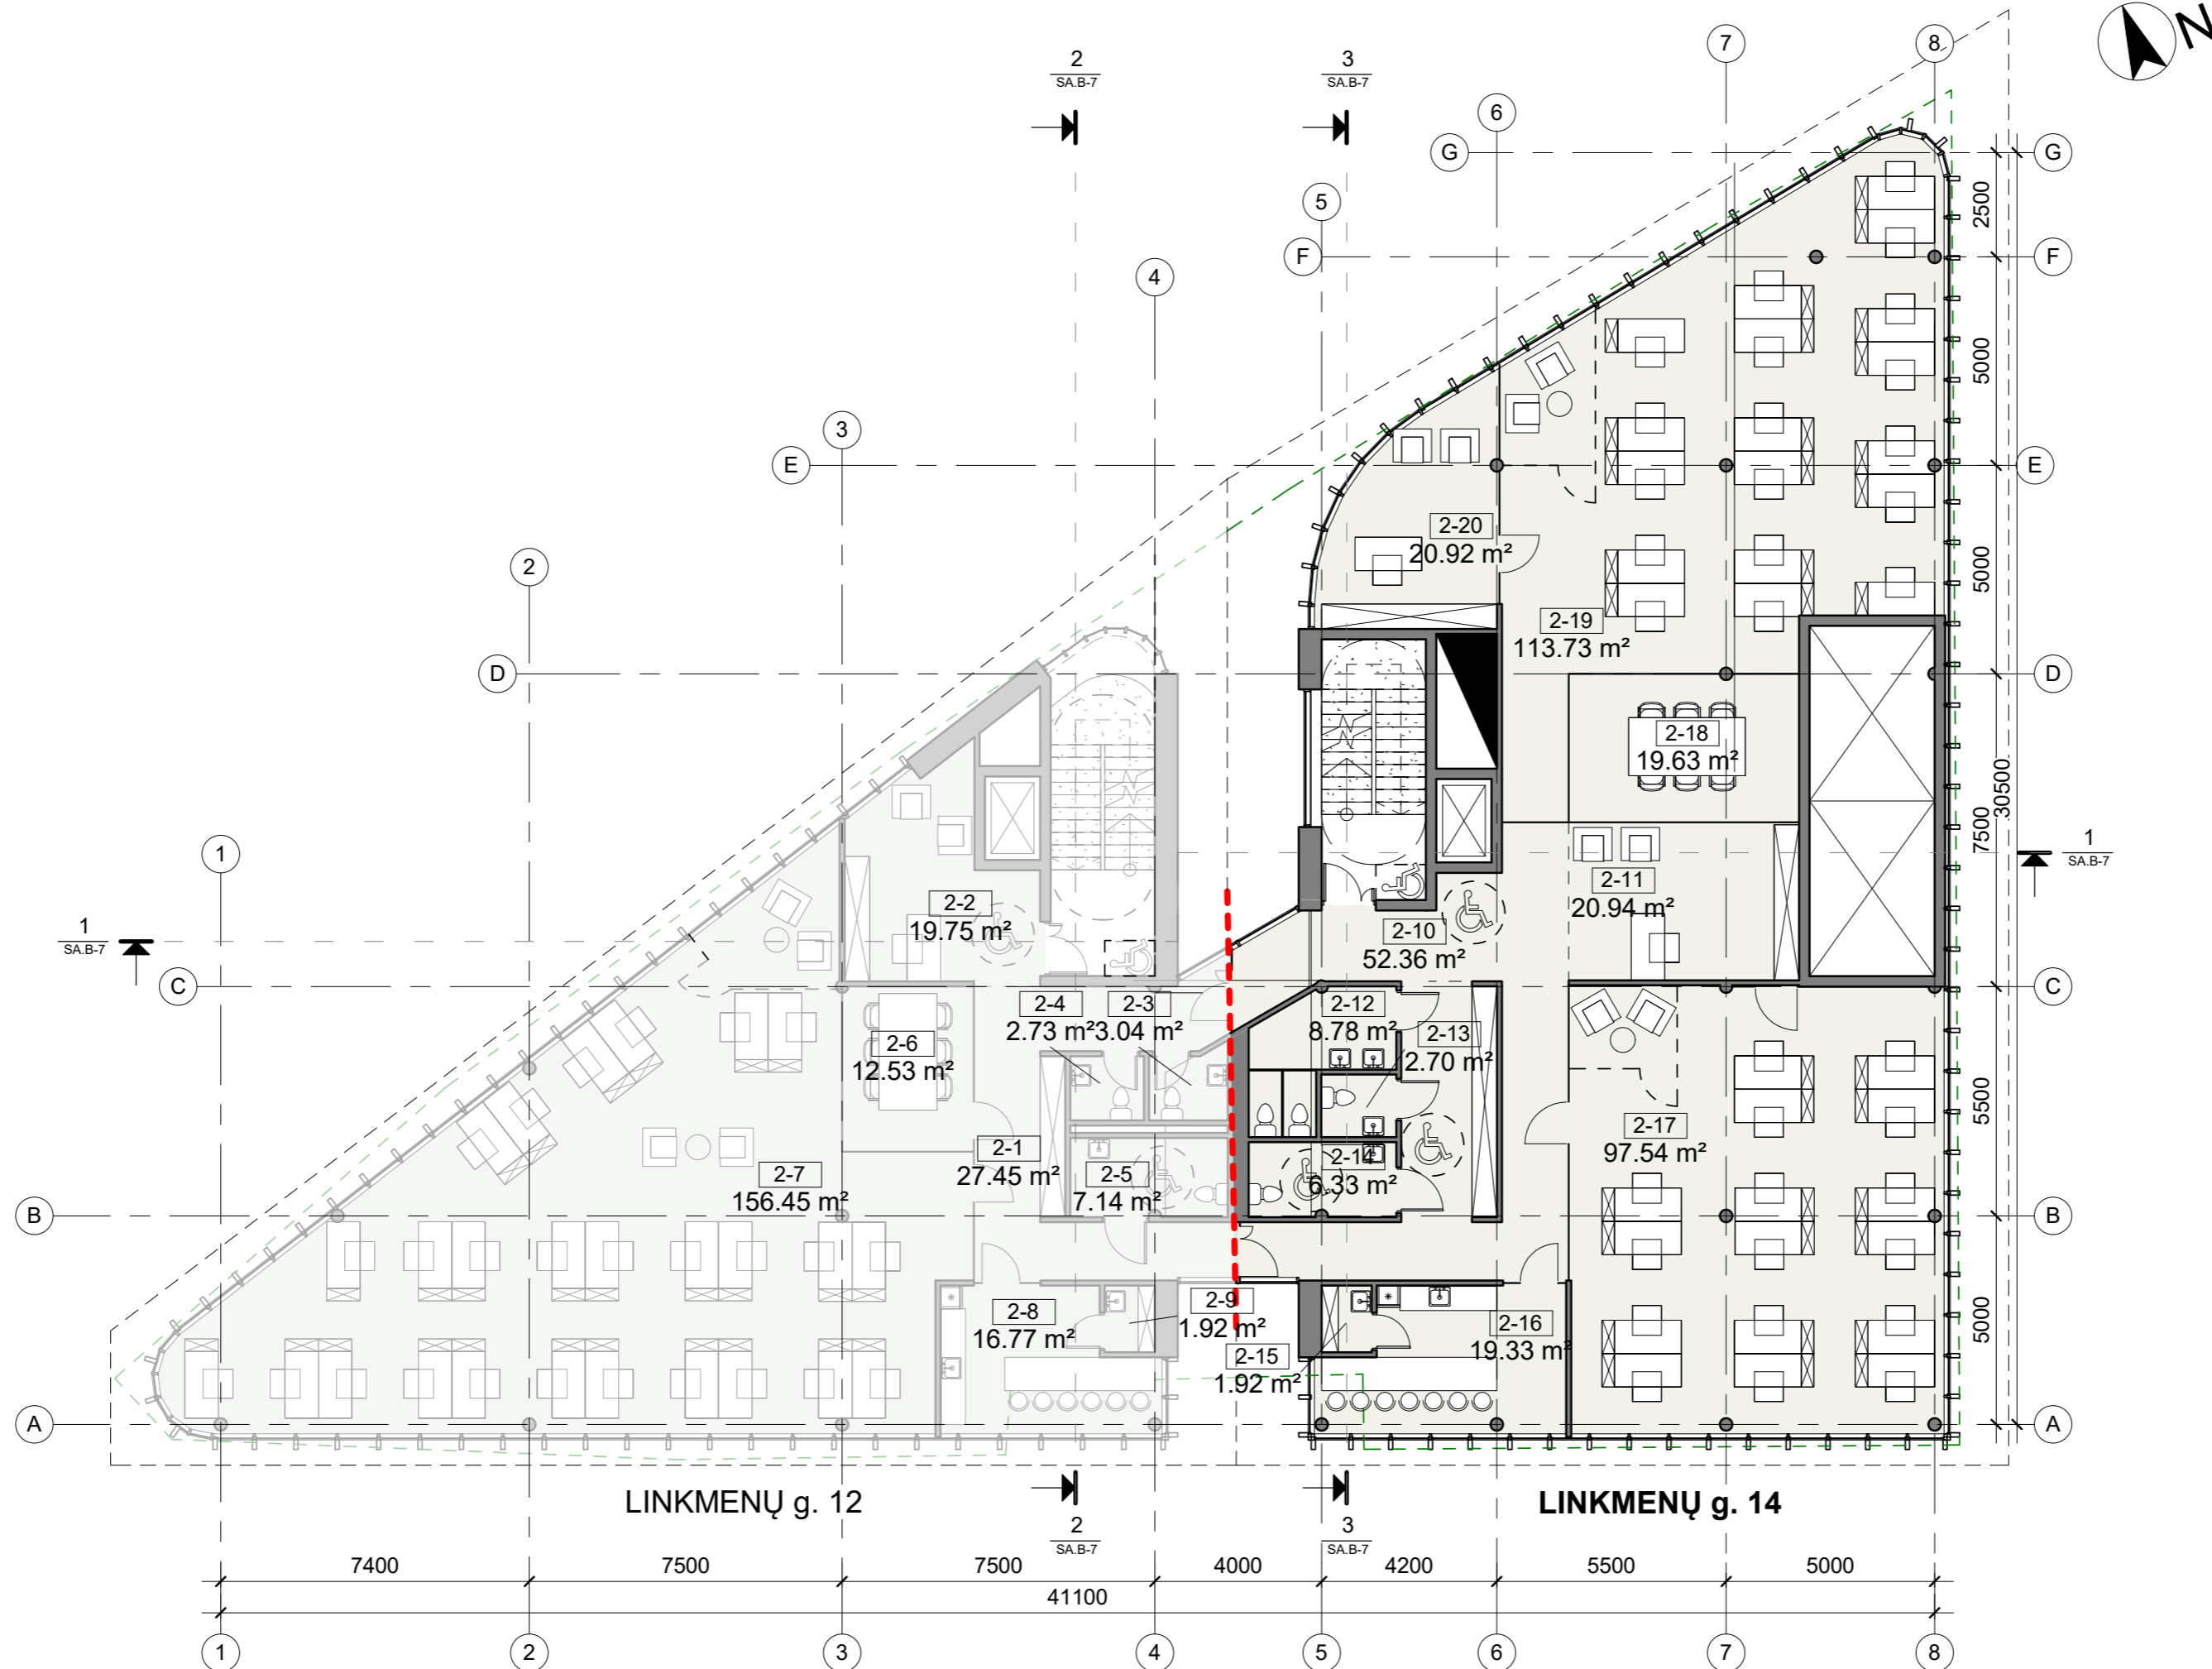 N
2
SA.B-7
3
SA.B-7
7
8
6
G
G
5
2500
F
F
4
5000
3
E
E
2-20
20.92 m²
2
5000
2-19
113.73 m²
D
D
2-18
19.63 m²
7500
30500
1
1
SA.B-7
2-11
20.94 m²
2-2
19.75 m²
2-10
52.36 m²
1
SA.B-7
C
C
2-4
2.73 m²
2-3
3.04 m²
2-12
8.78 m²
2-13
2.70 m²
2-6
12.53 m²
5500
2-17
97.54 m²
2-1
27.45 m²
2-14
6.33 m²
2-7
156.45 m²
2-5
7.14 m²
B
B
2-8
16.77 m²
2-9
1.92 m²
2-16
19.33 m²
5000
2-15
1.92 m²
A
A
LINKMENŲ g. 12
LINKMENŲ g. 14
2
SA.B-7
3
SA.B-7
7400
7500
7500
4000
4200
5500
5000
41100
1
2
3
4
5
6
7
8